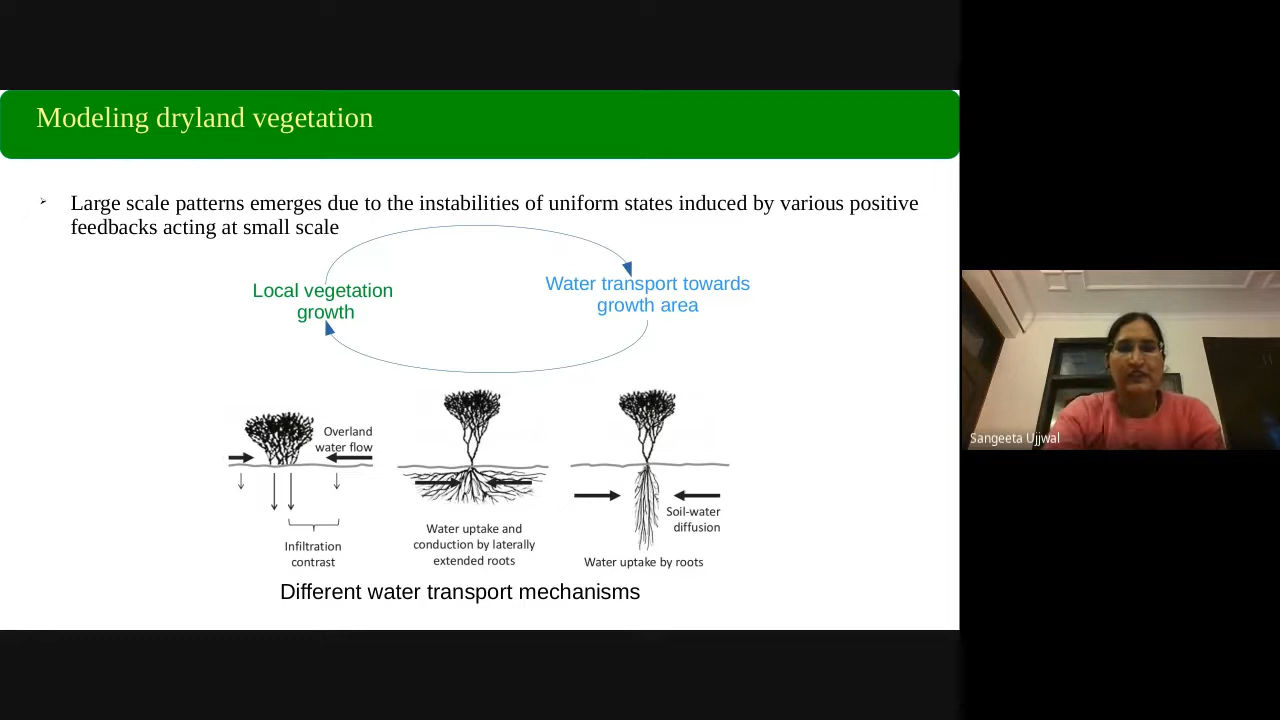 Modeling dryland vegetation
➢ Large scale patterns emerges due to the instabilities of uniform states induced by various positive
feedbacks acting at small scale
Local vegetation
growth
Water transport towards
growth area
Overland
water flow
Infiltration
contrast
Water uptake and
conduction by laterally
extended roots
Soil-water
diffusion
Water uptake by roots
Different water transport mechanisms
Sangeeta Ujjwal